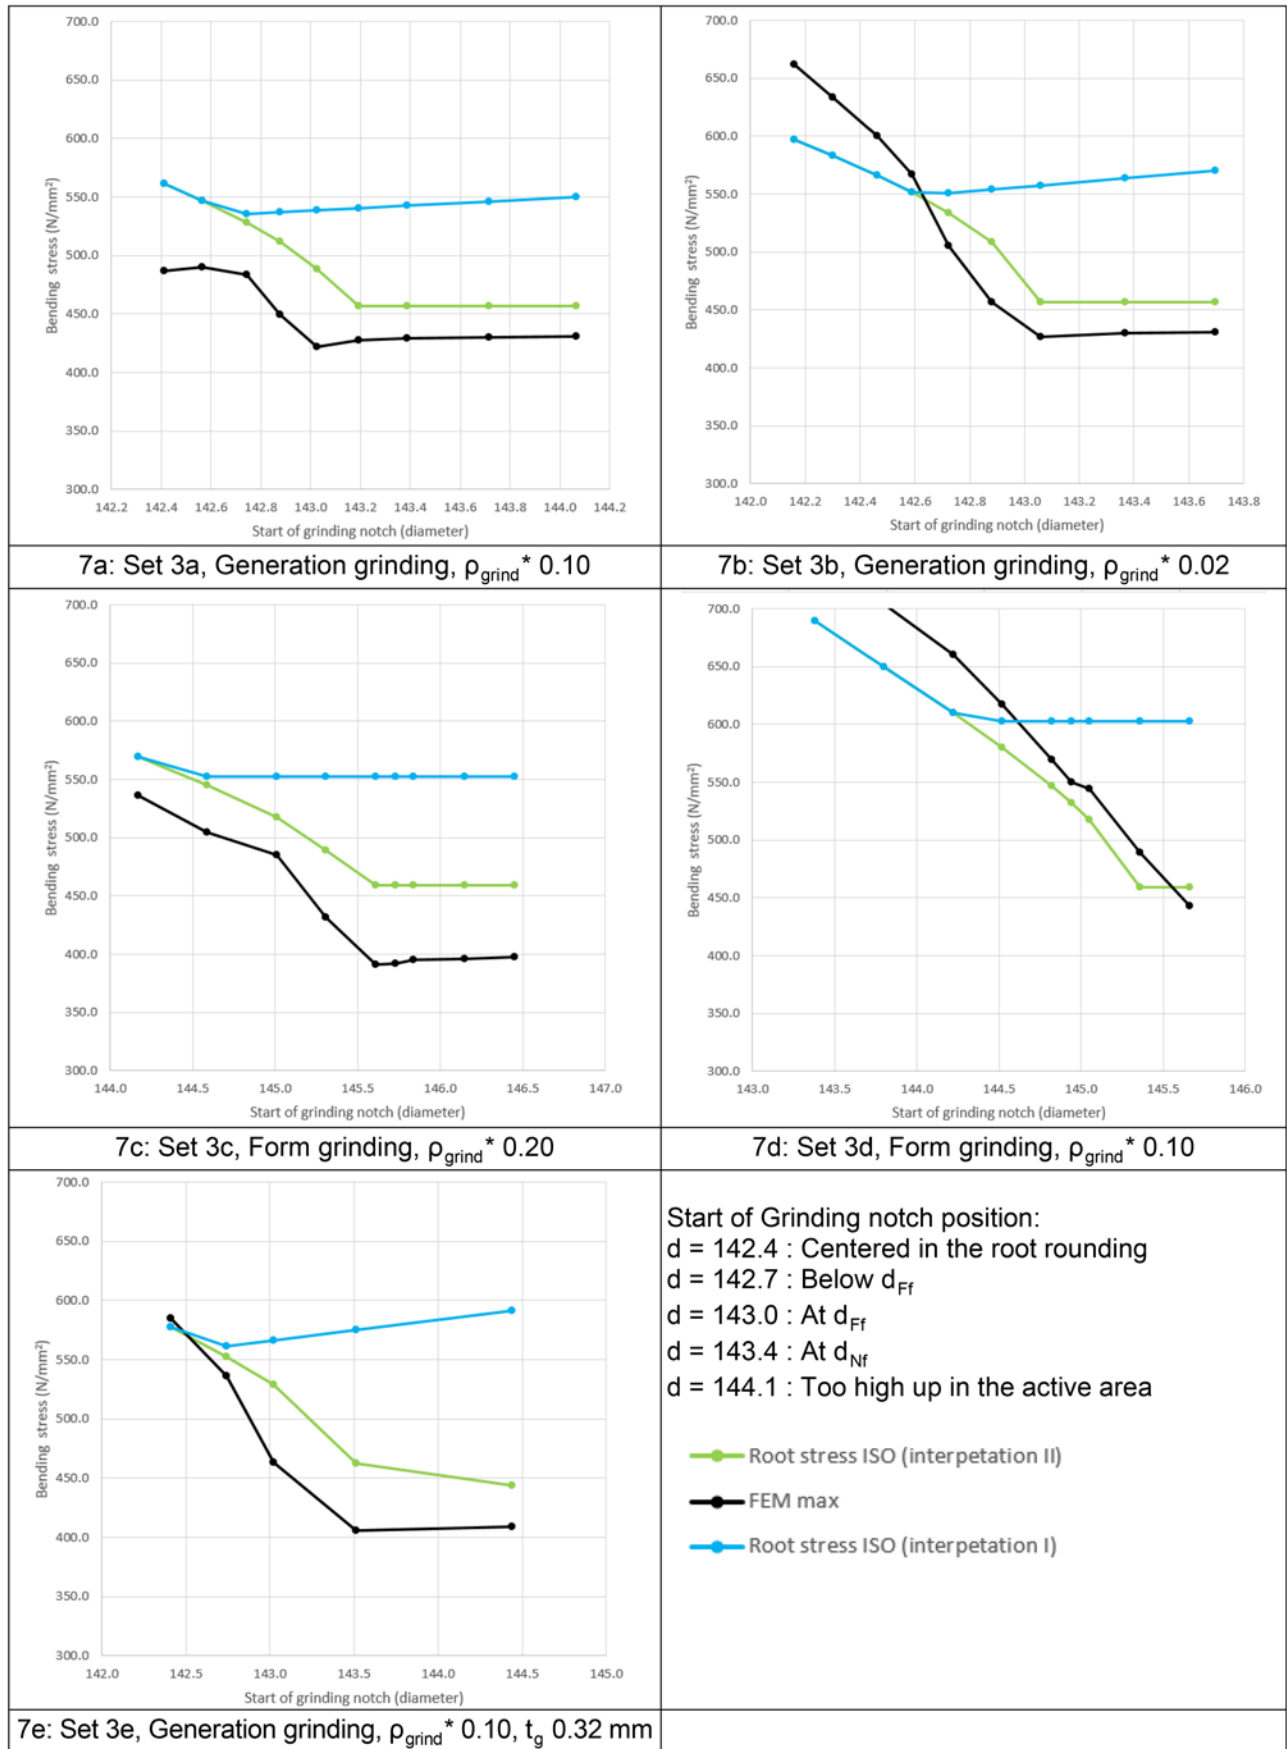 700.0
650.0
600.0
550.0
500.0
450.0
400.0
350.0
300.0
Bending stress (N/mm²)
142.2 142.4 142.6 142.8 143.0 143.2 143.4 143.6 143.8 144.0 144.2
Start of grinding notch (diameter)
7a: Set 3a, Generation grinding, ρgrind* 0.10
700.0
650.0
600.0
550.0
500.0
450.0
400.0
350.0
300.0
Bending stress (N/mm²)
142.0 142.2 142.4 142.6 142.8 143.0 143.2 143.4 143.6 143.8
Start of grinding notch (diameter)
7b: Set 3b, Generation grinding, ρgrind* 0.02
700.0
650.0
600.0
550.0
500.0
450.0
400.0
350.0
300.0
Bending stress (N/mm²)
144.0 144.5 145.0 145.5 146.0 146.5 147.0
Start of grinding notch (diameter)
7c: Set 3c, Form grinding, ρgrind* 0.20
700.0
650.0
600.0
550.0
500.0
450.0
400.0
350.0
300.0
Bending stress (N/mm²)
143.0 143.5 144.0 144.5 145.0 145.5 146.0
Start of grinding notch (diameter)
7d: Set 3d, Form grinding, ρgrind* 0.10
700.0
650.0
600.0
550.0
500.0
450.0
400.0
350.0
300.0
Bending stress (N/mm²)
142.0 142.5 143.0 143.5 144.0 144.5 145.0
Start of grinding notch (diameter)
7e: Set 3e, Generation grinding, ρgrind* 0.10, tg 0.32 mm
Start of Grinding notch position:
d = 142.4 : Centered in the root rounding
d = 142.7 : Below dFf
d = 143.0 : At dFf
d = 143.4 : At dNf
d = 144.1 : Too high up in the active area
Root stress ISO (interpetation II)
FEM max
Root stress ISO (interpetation I)